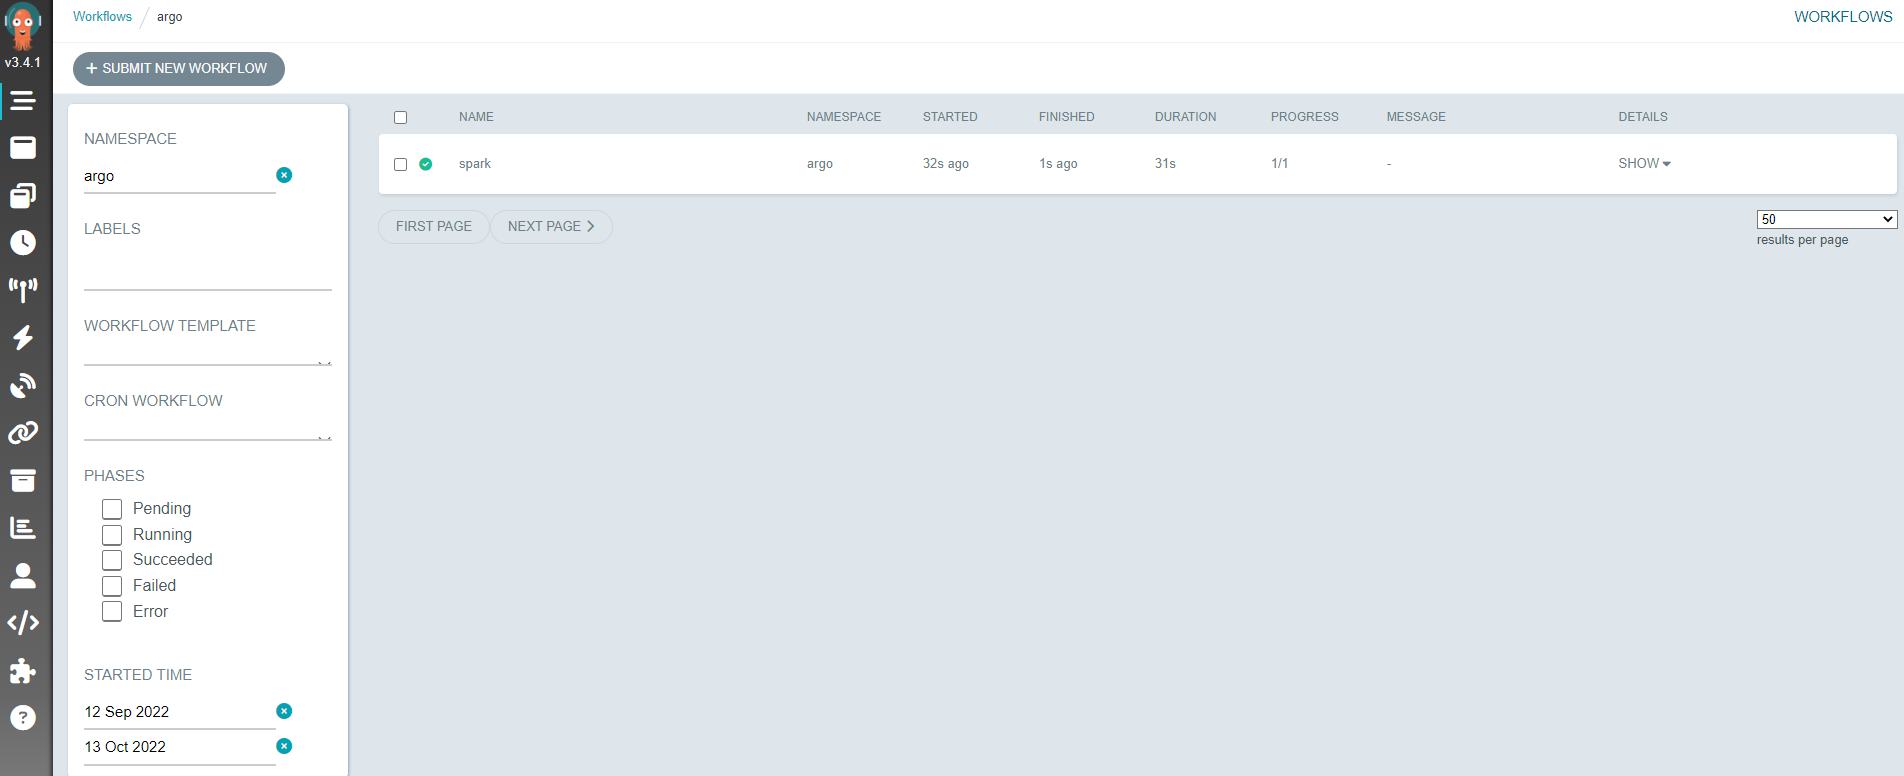 Workflows / argo
WORKFLOWS
v3.4.1
+ SUBMIT NEW WORKFLOW
NAMESPACE
argo
LABELS
WORKFLOW TEMPLATE
CRON WORKFLOW
PHASES
Pending
Running
Succeeded
Failed
Error
STARTED TIME
12 Sep 2022
13 Oct 2022
NAME NAMESPACE STARTED FINISHED DURATION PROGRESS MESSAGE DETAILS
spark argo 32s ago 1s ago 31s 1/1 - SHOW
FIRST PAGE NEXT PAGE
50
results per page